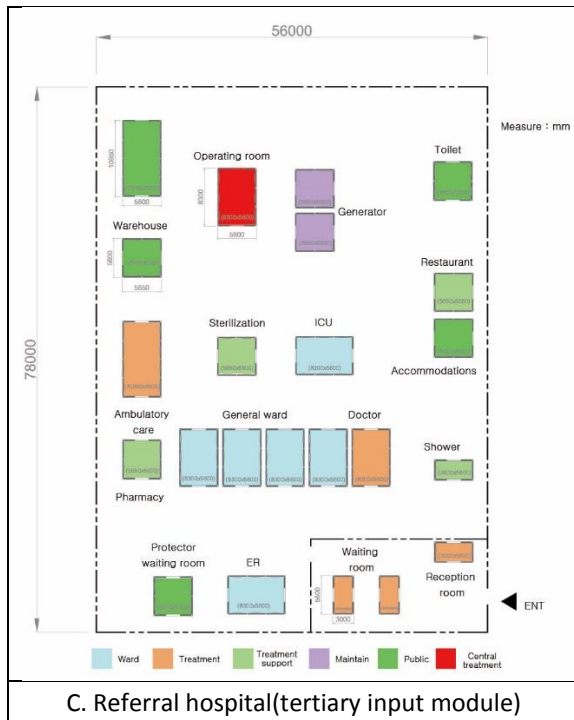 56000
78000
Measure : mm
10950
5600
Operating room
8300
5600
Toilet
Generator
Warehouse
5600
5650
Restaurant
Sterilization
ICU
Accommodations
Ambulatory
care
General ward
Doctor
Shower
Pharmacy
Protector
waiting room
ER
Waiting
room
5600
3000
Reception
room
ENT
Ward
Treatment
Treatment
support
Maintain
Public
Central
treatment
C. Referral hospital(tertiary input module)